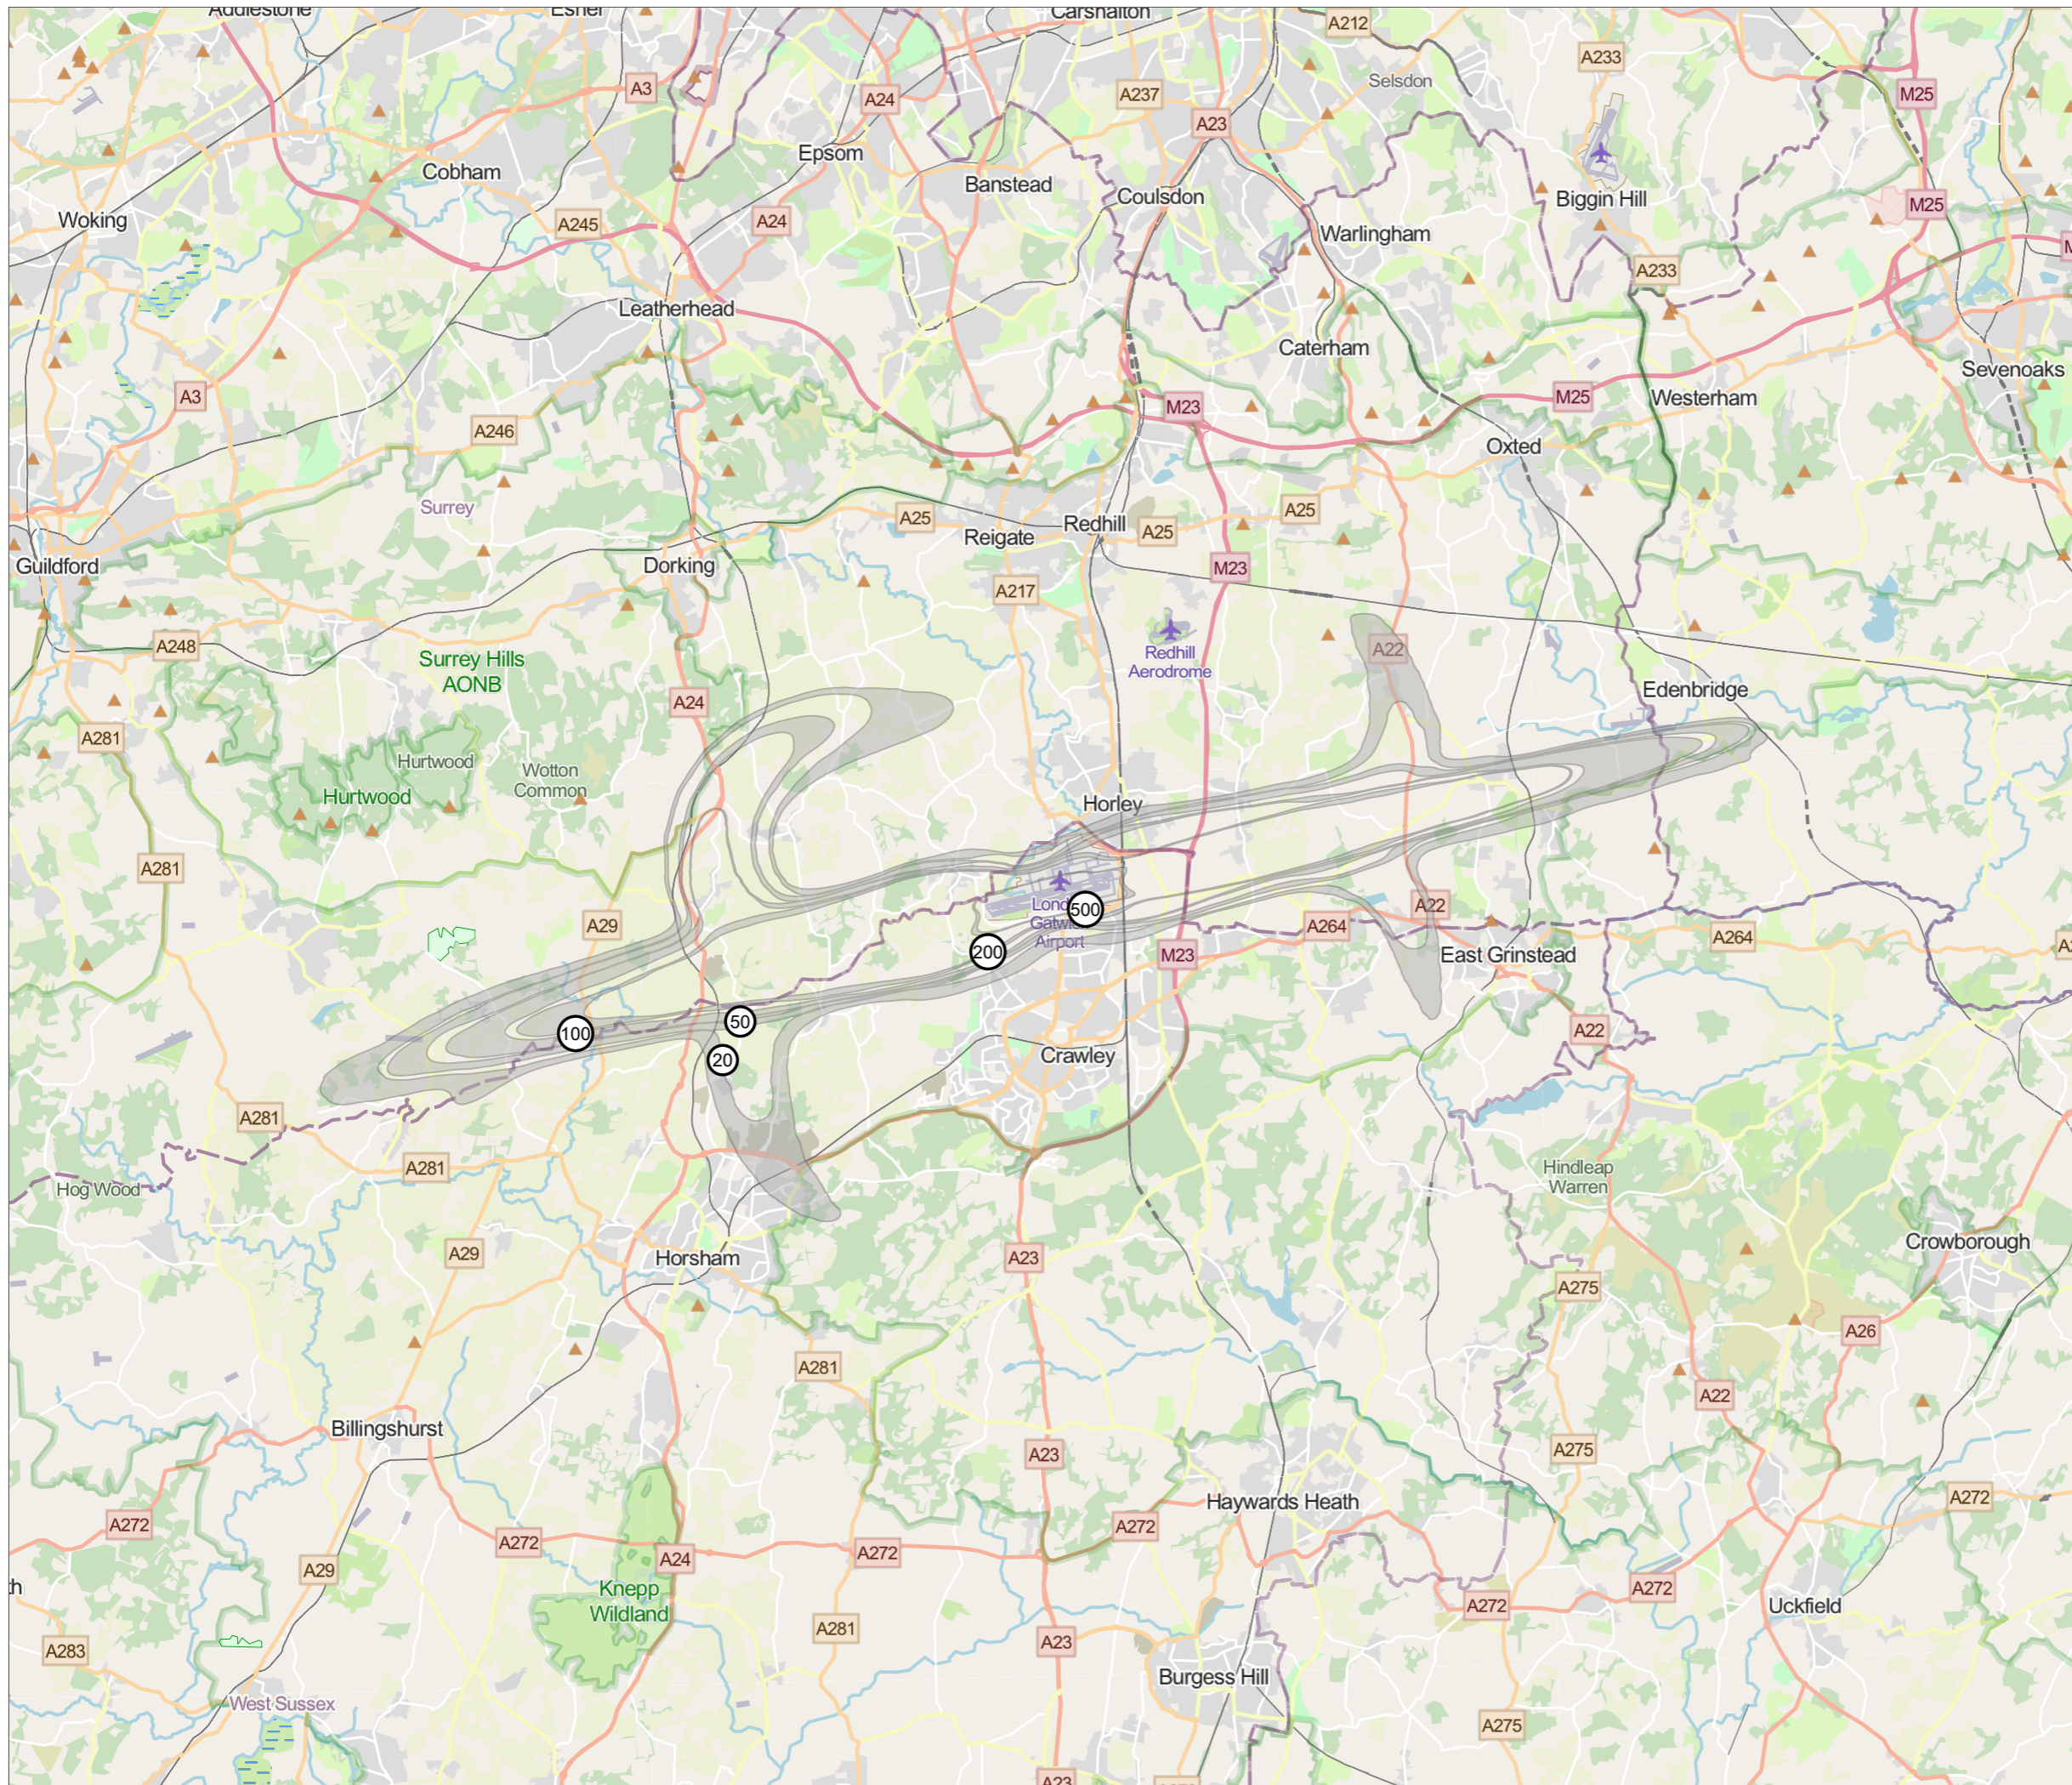 Addlestone
Esher
Carshalton
A212
A233
Selsdon
A3
A24
A237
M25
A23
Epsom
Cobham
Banstead
Coulsdon
Biggin Hill
M25
Woking
A245
A24
Warlingham
A233
Leatherhead
Caterham
Sevenoaks
A3
M23
M25
Westerham
A246
Oxted
Surrey
A25
Redhill
A25
A25
Reigate
Guildford
Dorking
M23
A217
A248
Surrey Hills
AONB
Redhill
Aerodrome
A22
Edenbridge
A24
A281
Hurtwood
Wotton
Common
Hurtwood
Horley
A281
A29
500
London
Gatwick
Airport
A22
A264
A264
200
M23
East Grinstead
50
100
20
Crawley
A22
A281
A281
Hog Wood
Hindleap
Warren
A29
Horsham
A23
Crowborough
A275
A26
A281
A22
Billingshurst
A23
A275
Haywards Heath
A272
A272
A272
A272
A24
A272
A29
Knepp
Wildland
A272
A272
Uckfield
A281
A283
A23
Burgess Hill
West Sussex
A275
A23